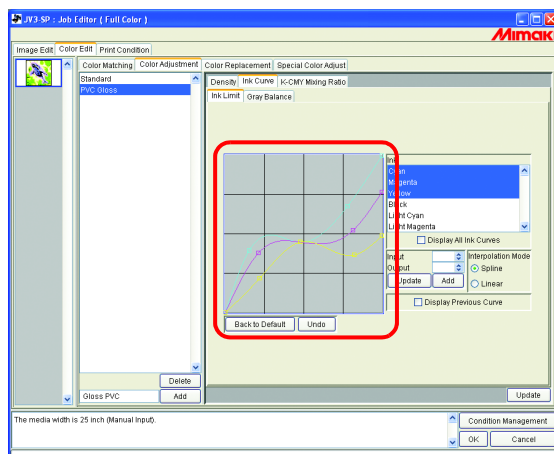 JV3-SP : Job Editor ( Full Color )
Mimaki
Image Edit Color Edit Print Condition
Color Matching Color Adjustment Color Replacement Special Color Adjust
Standard
PVC Gloss
Density Ink Curve K-CMY Mixing Ratio
Ink Limit Gray Balance
Ink
Cyan
Magenta
Yellow
Black
Light Cyan
Light Magenta
Display All Ink Curves
Input
Output
Update Add
Interpolation Mode
Spline
Linear
Display Previous Curve
Back to Default Undo
Delete
Gloss PVC Add
Update
The media width is 25 inch (Manual Input).
Condition Management
OK Cancel